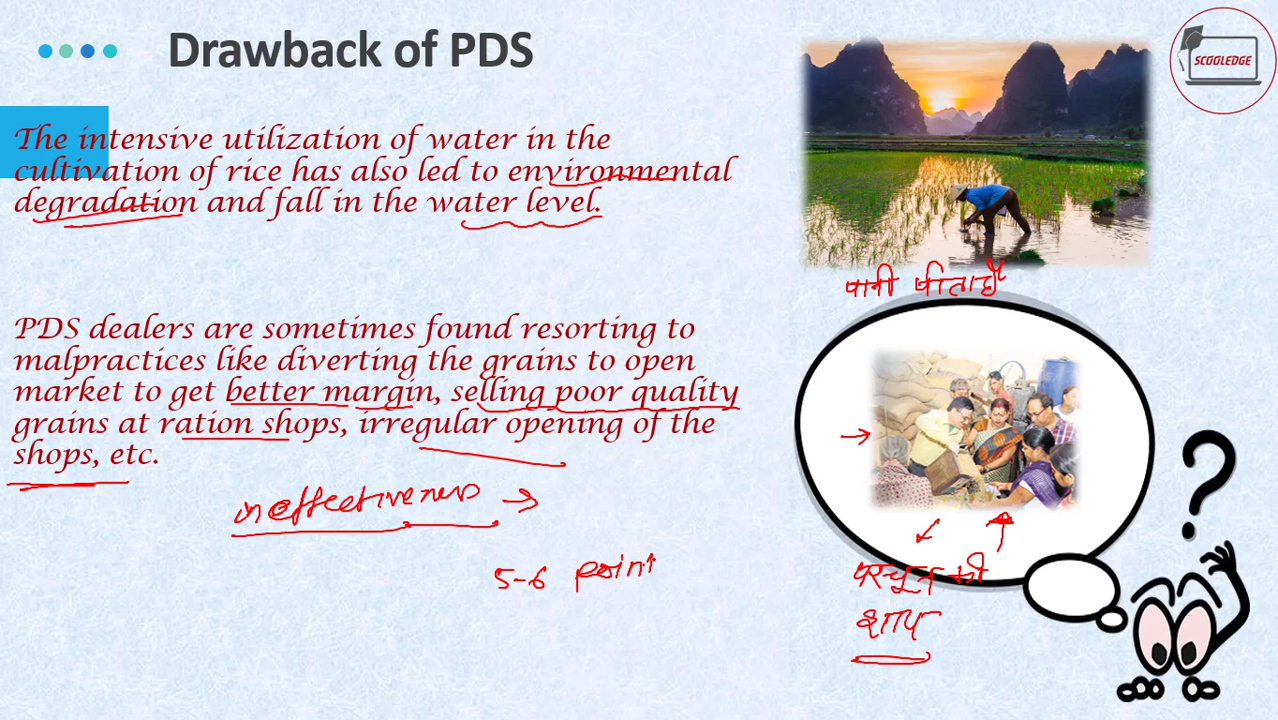 Drawback of PDS
SCOOLEDGE
The intensive utilization of water in the
cultivation of rice has also led to environmental
degradation and fall in the water level.
पानी पीता है
PDS dealers are sometimes found resorting to
malpractices like diverting the grains to open
market to get better margin, selling poor quality
grains at ration shops, irregular opening of the
shops, etc.
ineffectiveness →
5-6 point
परचून की
?